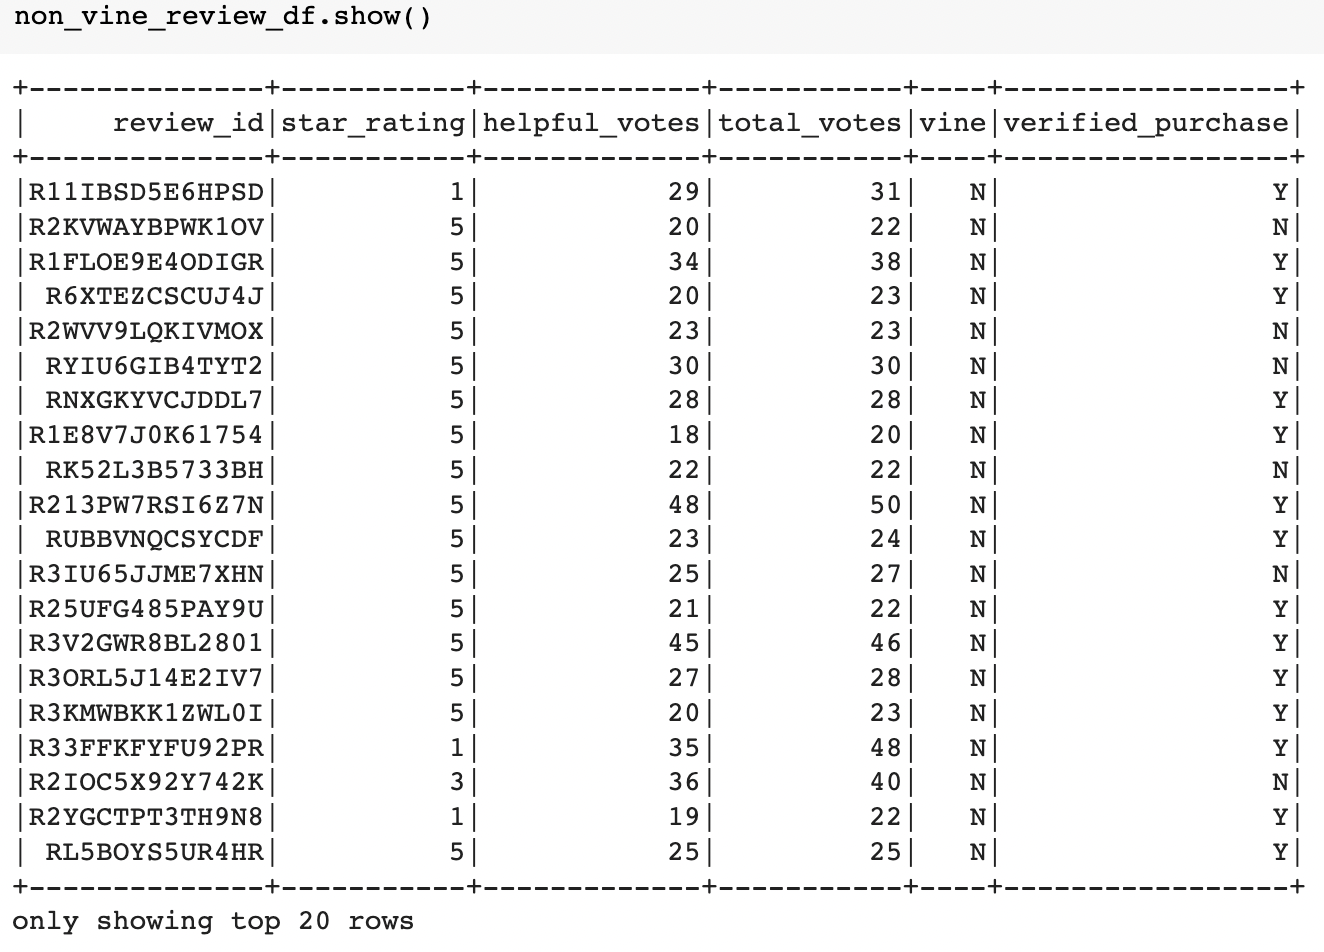 non_vine_review_df.show()
+--------------+-----------+-------------+-----------+----+-----------------+
|     review_id|star_rating|helpful_votes|total_votes|vine|verified_purchase|
+--------------+-----------+-------------+-----------+----+-----------------+
|R11IBSD5E6HPSD|          1|           29|         31|   N|                Y|
|R2KVWAYBPWK1OV|          5|           20|         22|   N|                N|
|R1FLOE9E4ODIGR|          5|           34|         38|   N|                Y|
| R6XTEZCSCUJ4J|          5|           20|         23|   N|                Y|
|R2WVV9LQKIVMOX|          5|           23|         23|   N|                N|
| RYIU6GIB4TYT2|          5|           30|         30|   N|                N|
| RNXGKYVCJDDL7|          5|           28|         28|   N|                Y|
|R1E8V7J0K61754|          5|           18|         20|   N|                Y|
| RK52L3B5733BH|          5|           22|         22|   N|                N|
|R213PW7RSI6Z7N|          5|           48|         50|   N|                Y|
| RUBBVNQCSYCDF|          5|           23|         24|   N|                Y|
|R3IU65JJME7XHN|          5|           25|         27|   N|                N|
|R25UFG485PAY9U|          5|           21|         22|   N|                Y|
|R3V2GWR8BL2801|          5|           45|         46|   N|                Y|
|R3ORL5J14E2IV7|          5|           27|         28|   N|                Y|
|R3KMWBKK1ZWL0I|          5|           20|         23|   N|                Y|
|R33FFKFYFU92PR|          1|           35|         48|   N|                Y|
|R2IOC5X92Y742K|          3|           36|         40|   N|                N|
|R2YGCTPT3TH9N8|          1|           19|         22|   N|                Y|
| RL5BOYS5UR4HR|          5|           25|         25|   N|                Y|
+--------------+-----------+-------------+-----------+----+-----------------+
only showing top 20 rows